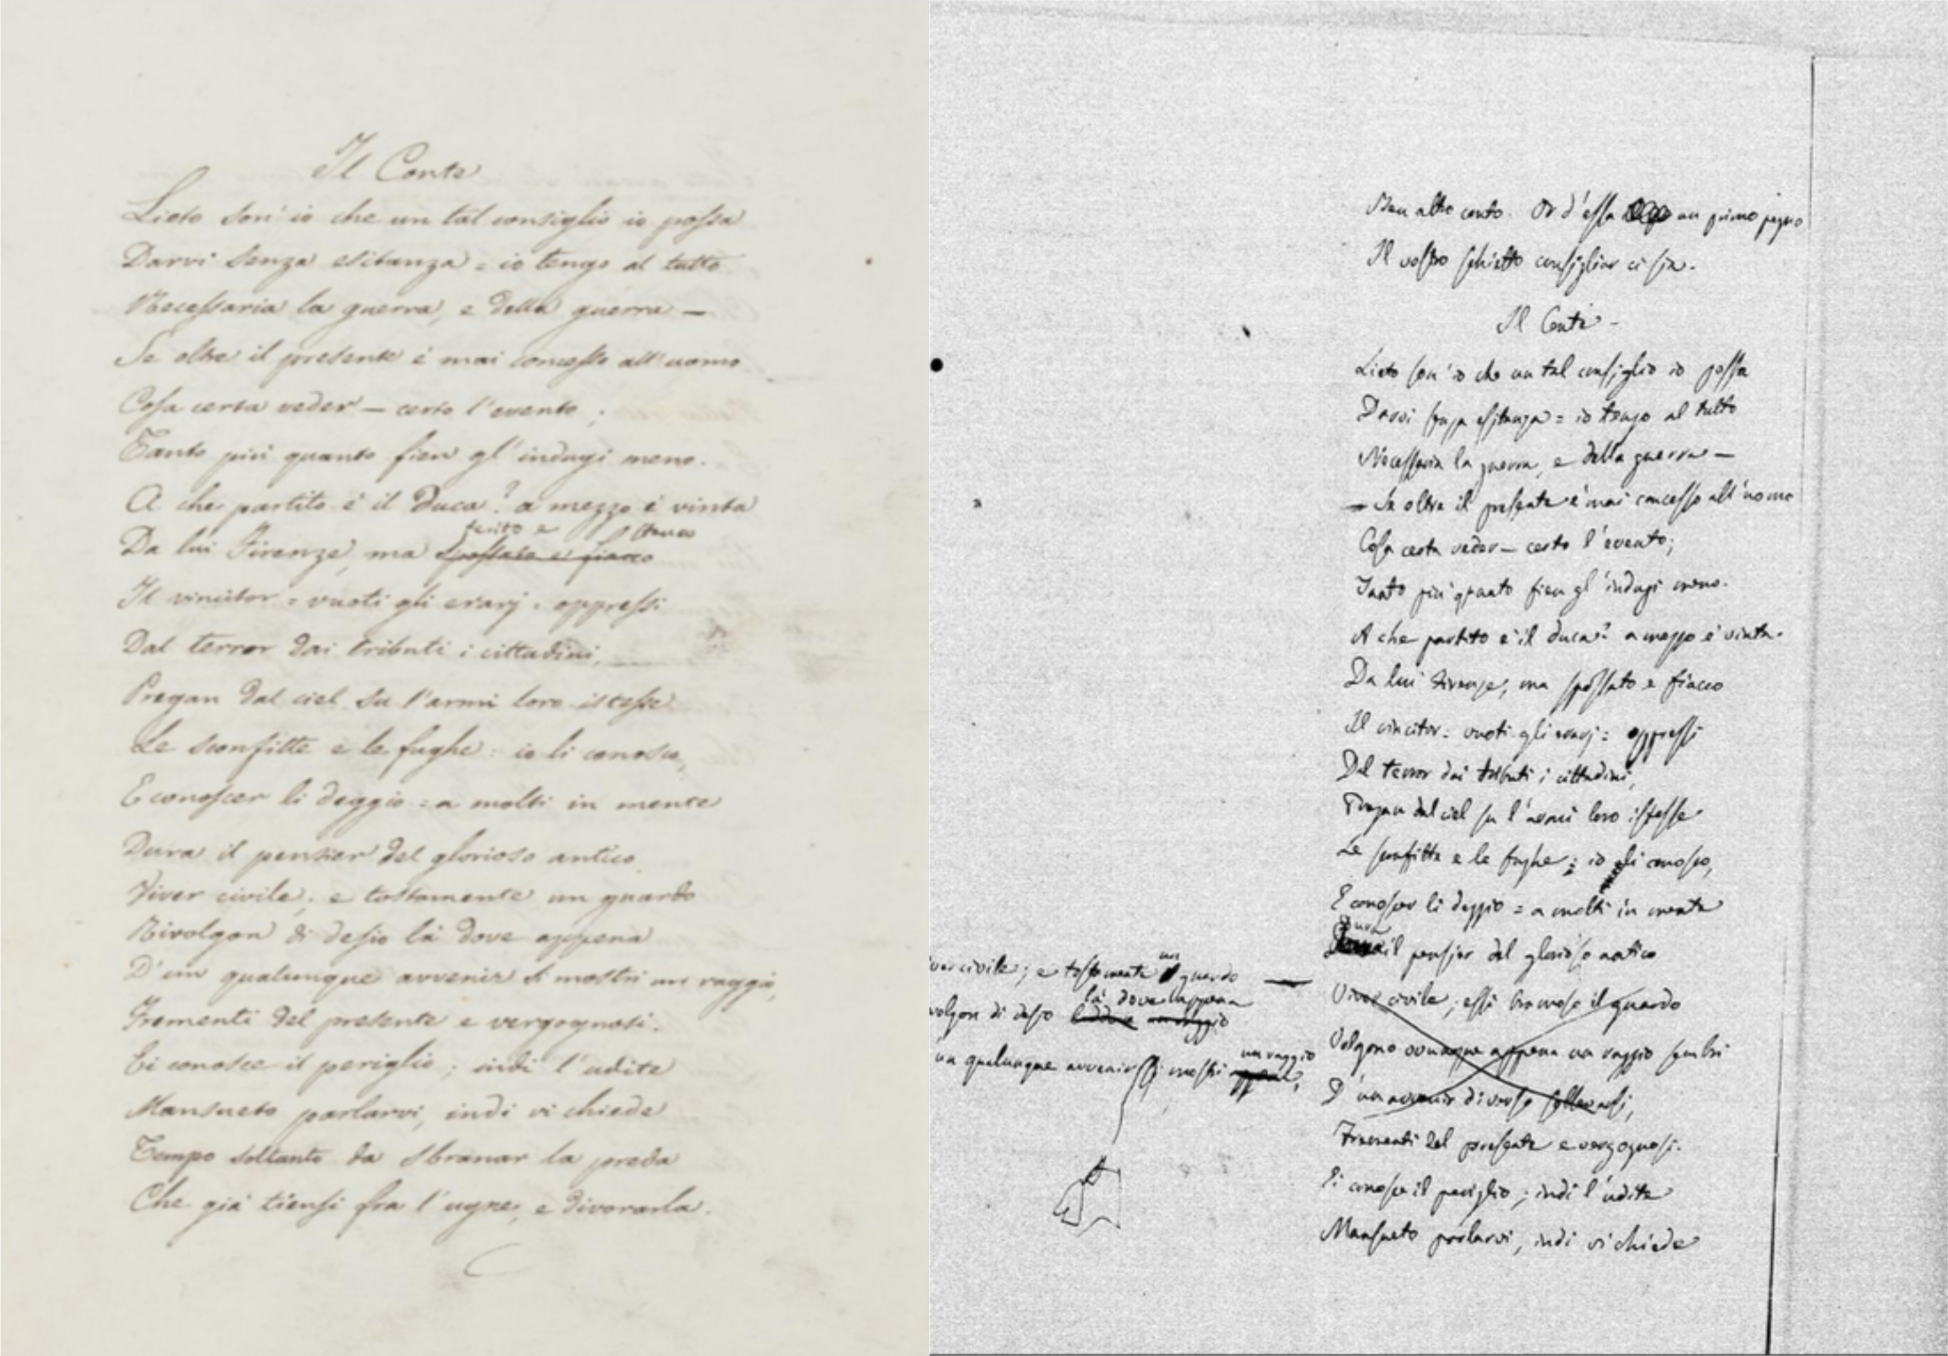 Il Conte
Lieto son' io che un tal consiglio io possa
Darvi senza esitanza = io tengo al tutto
Necessaria la guerra, e della guerra —
Se oltre il presente è mai concesso all'uomo
Cosa certa veder — certo l'evento;
Tanto più quanto fien gl'indugi meno.
A che partito è il Duca? a mezzo è vinta
ferito e stanco
Da lui Firenze, ma spossato e fiacco
Il vincitor = vuoti gli erarj = oppressi
Dal terror dai tributi i cittadini,
Pregan dal ciel su l'armi loro istesse
Le sconfitte e le fughe: io li conosco,
E conoscer li deggio = a molti in mente
Dura il pensier del glorioso antico
Viver civile; e tostamente un guardo
Rivolgon di desio là dove appena
D'un qualunque avvenir si mostri un raggio,
Frementi del presente e vergognosi.
Ei conosce il periglio; indi l'udite
Mansueto parlarvi, indi vi chiede
Tempo soltanto da sbranar la preda
Che già tiensi fra l'ugne, e divorarla.
Ben altro conto. Or d'essa un primo pegno
Il vostro schietto consigliar ci sia.
Il Conte -
Lieto son'io che un tal consiglio io possa
Darvi senza esitanza = io tengo al tutto
Necessaria la guerra, e della guerra —
— Se oltre il presente è mai concesso all'uomo
Cosa certa veder — certo l'evento;
Tanto più quanto fien gl'indugi meno.
A che partito è il duca? a mezzo è vinta
Da lui Firenze, ma spossato e fiacco
Il vincitor = vuoti gli erarj = oppressi
Dal terror dai tributi i cittadini,
Pregan dal ciel su l'armi loro istesse
Le sconfitte e le fughe: io li conosco,
E conoscer li deggio = a molti in mente
Dura
il pensier del glorioso antico
Viver civile; essi bramoso il guardo
Volgono ovunque appena un raggio sembri
D'un avvenir diverso sollevarsi,
Frementi del presente e vergognosi.
Ei conosce il periglio; indi l'udite
Mansueto parlarvi, indi vi chiede
un
iver civile; e tostamente guardo
là dove appena
volgon di desio laddove un raggio
un raggio
un qualunque avvenir si mostri appena,